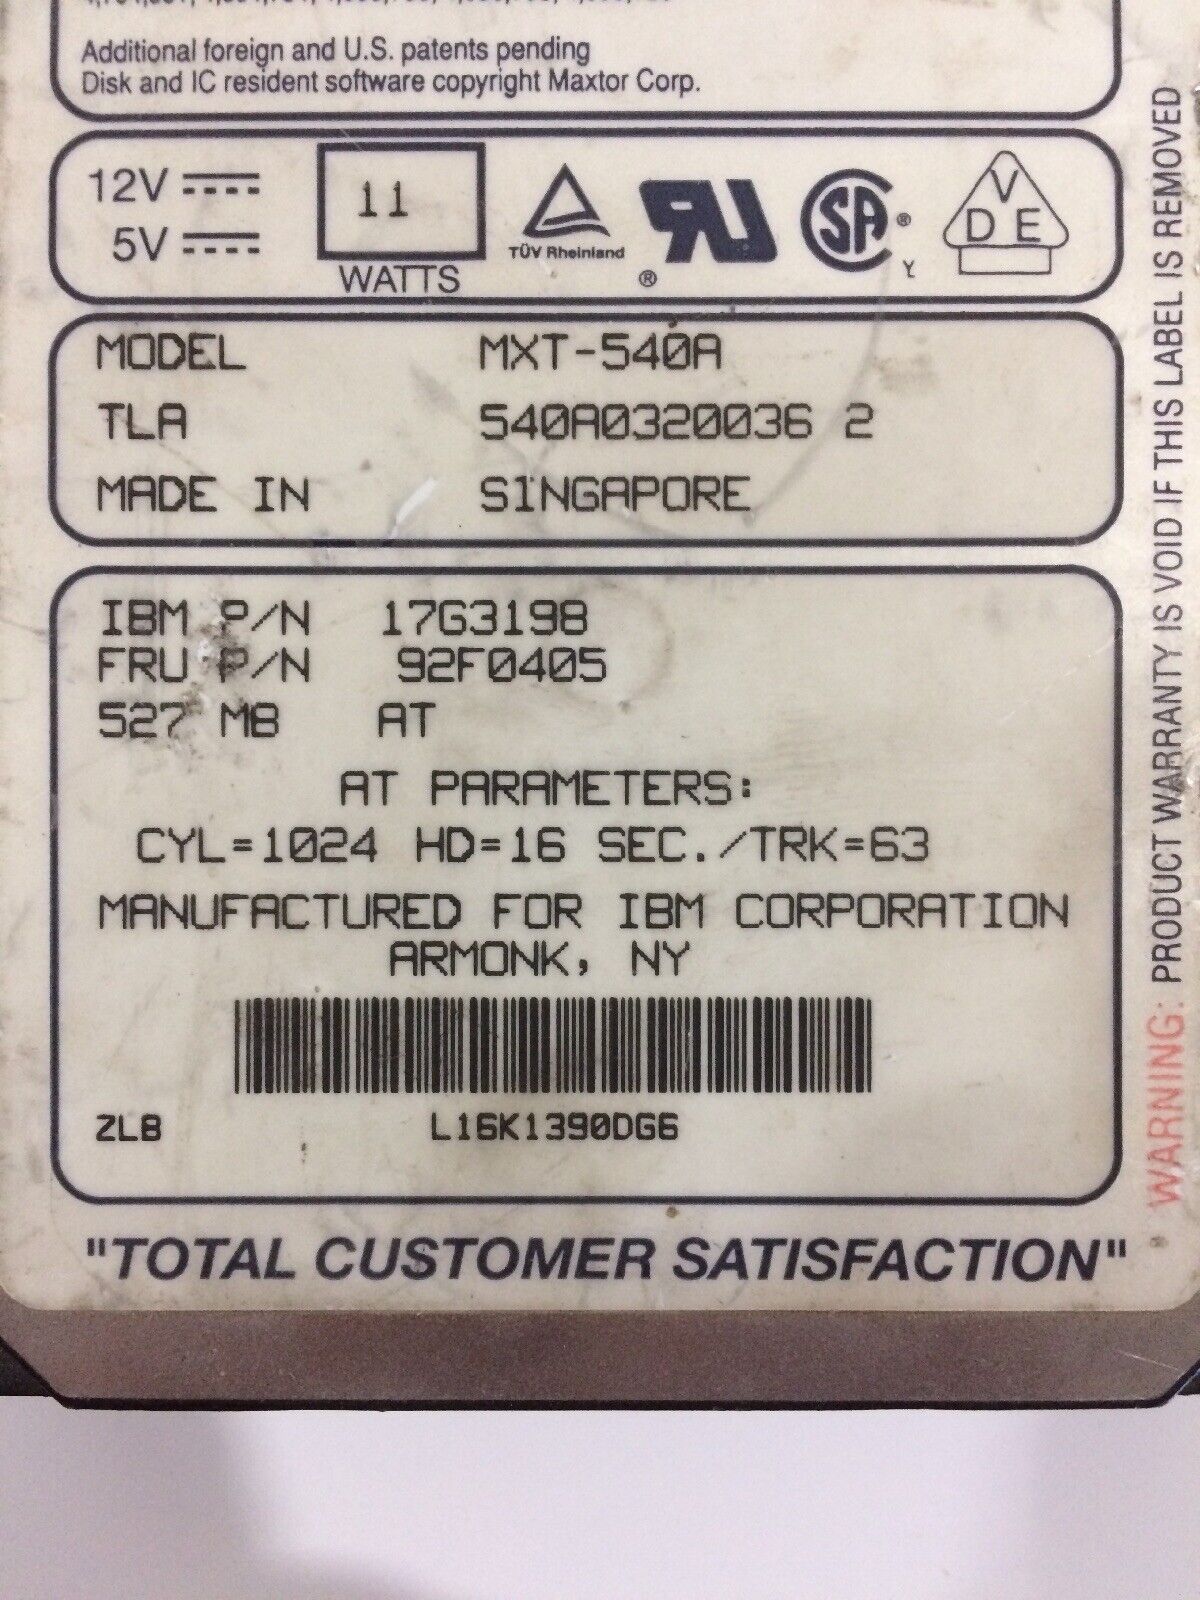 Additional foreign and U.S. patents pending
Disk and IC resident software copyright Maxtor Corp.
12V
5V
11
WATTS
TÜV Rheinland
®
SA ®
Y
V
D E
MODEL MXT-540A
TLA 540A0320036 2
MADE IN SINGAPORE
IBM P/N 17G3198
FRU P/N 92F0405
527 MB AT
AT PARAMETERS:
CYL=1024 HD=16 SEC./TRK=63
MANUFACTURED FOR IBM CORPORATION
ARMONK, NY
ZLB L16K1390DG6
"TOTAL CUSTOMER SATISFACTION"
WARNING: PRODUCT WARRANTY IS VOID IF THIS LABEL IS REMOVED